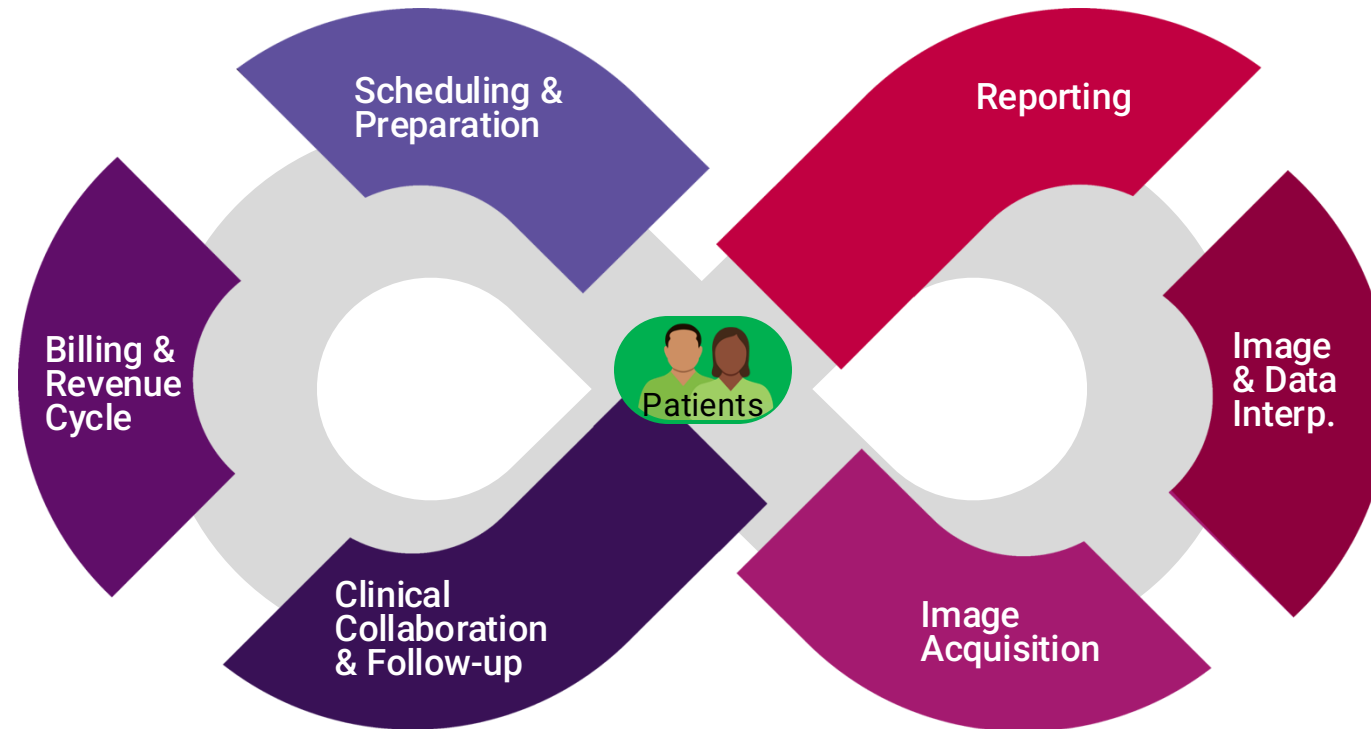 Scheduling &
Preparation
Reporting
Billing &
Revenue
Cycle
Image
& Data
Interp.
Patients
Clinical
Collaboration
& Follow-up
Image
Acquisition